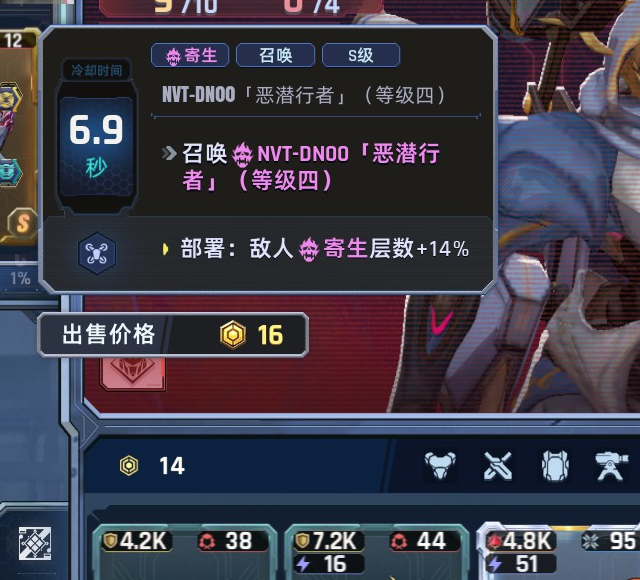 9/10 0/4
12
寄生 召唤 S级
冷却时间
NVT-DN00「恶潜行者」（等级四）
6.9
秒
召唤 NVT-DN00「恶潜行
者」（等级四）
S
部署：敌人寄生层数+14%
1%
出售价格 16
14
4.2K 38 7.2K 44 4.8K 95
16 51